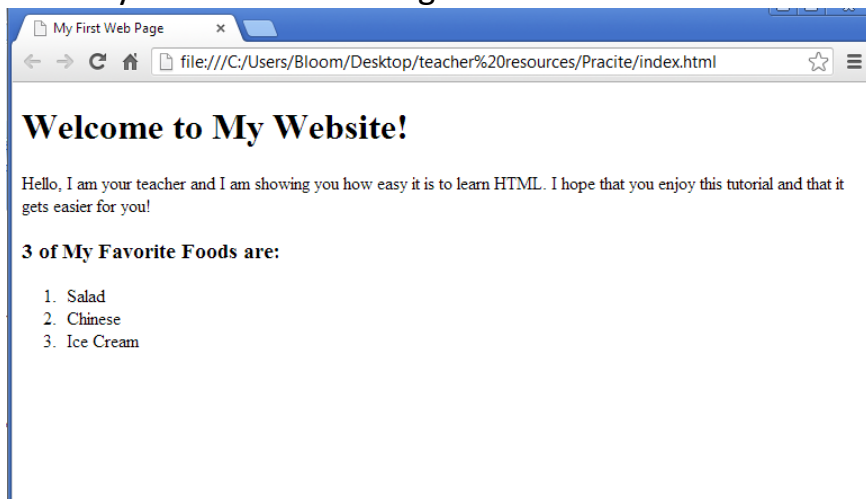 My First Web Page ×
file:///C:/Users/Bloom/Desktop/teacher%20resources/Pracite/index.html
Welcome to My Website!
Hello, I am your teacher and I am showing you how easy it is to learn HTML. I hope that you enjoy this tutorial and that it
gets easier for you!
3 of My Favorite Foods are:
1. Salad
2. Chinese
3. Ice Cream